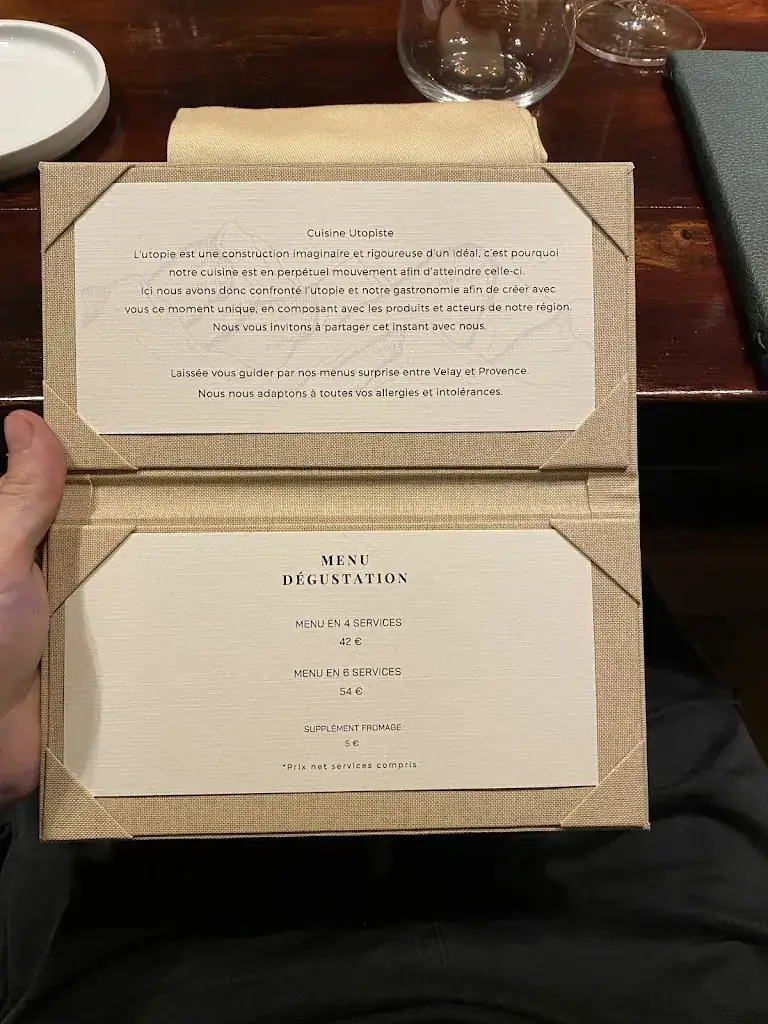 Cuisine Utopiste
L'utopie est une construction imaginaire et rigoureuse d'un idéal, c'est pourquoi
notre cuisine est en perpétuel mouvement afin d'atteindre celle-ci.
Ici nous avons donc confronté l'utopie et notre gastronomie afin de créer avec
vous ce moment unique, en composant avec les produits et acteurs de notre région.
Nous vous invitons à partager cet instant avec nous.
Laissée vous guider par nos menus surprise entre Velay et Provence.
Nous nous adaptons à toutes vos allergies et intolérances.
MENU
DÉGUSTATION
MENU EN 4 SERVICES
42 €
MENU EN 6 SERVICES
54 €
SUPPLÉMENT FROMAGE
5 €
*Prix net services compris